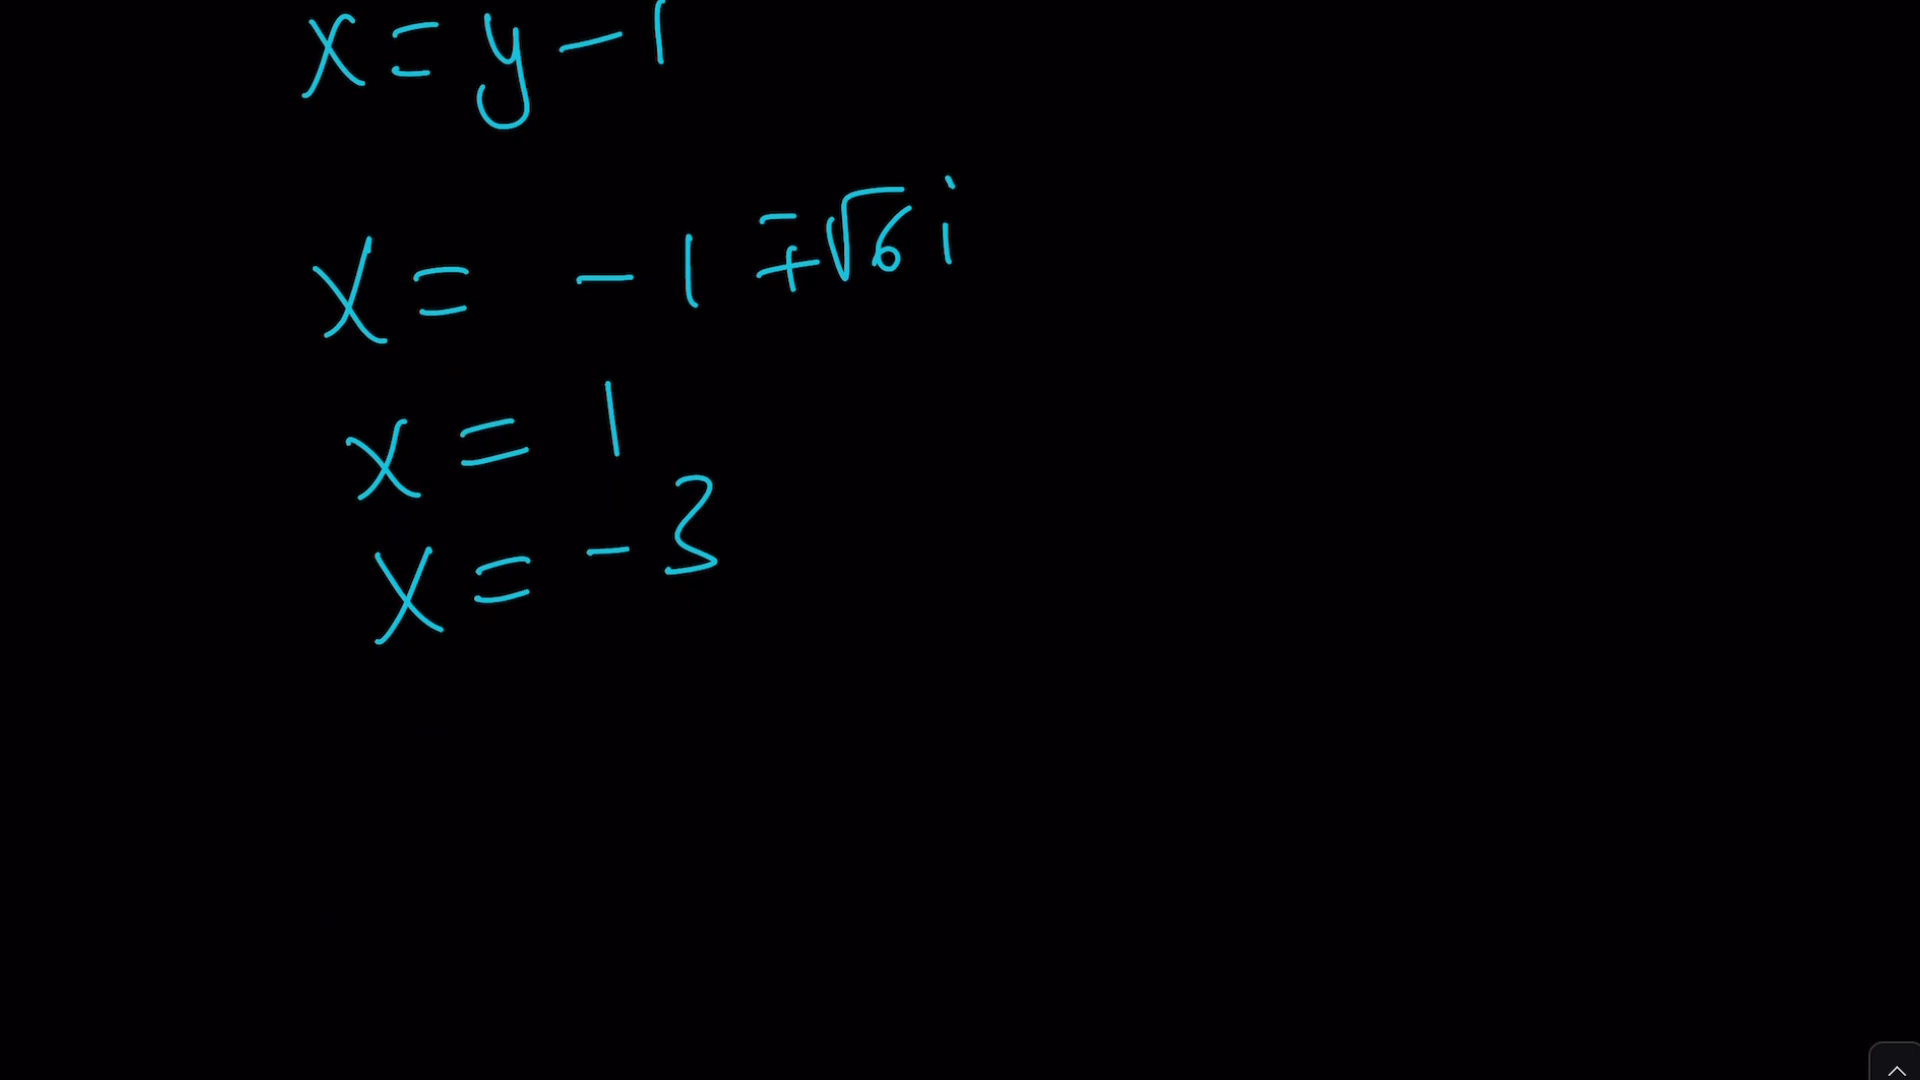 x = y - 1
x = - 1 ∓ √6 i
x = 1
x = - 3